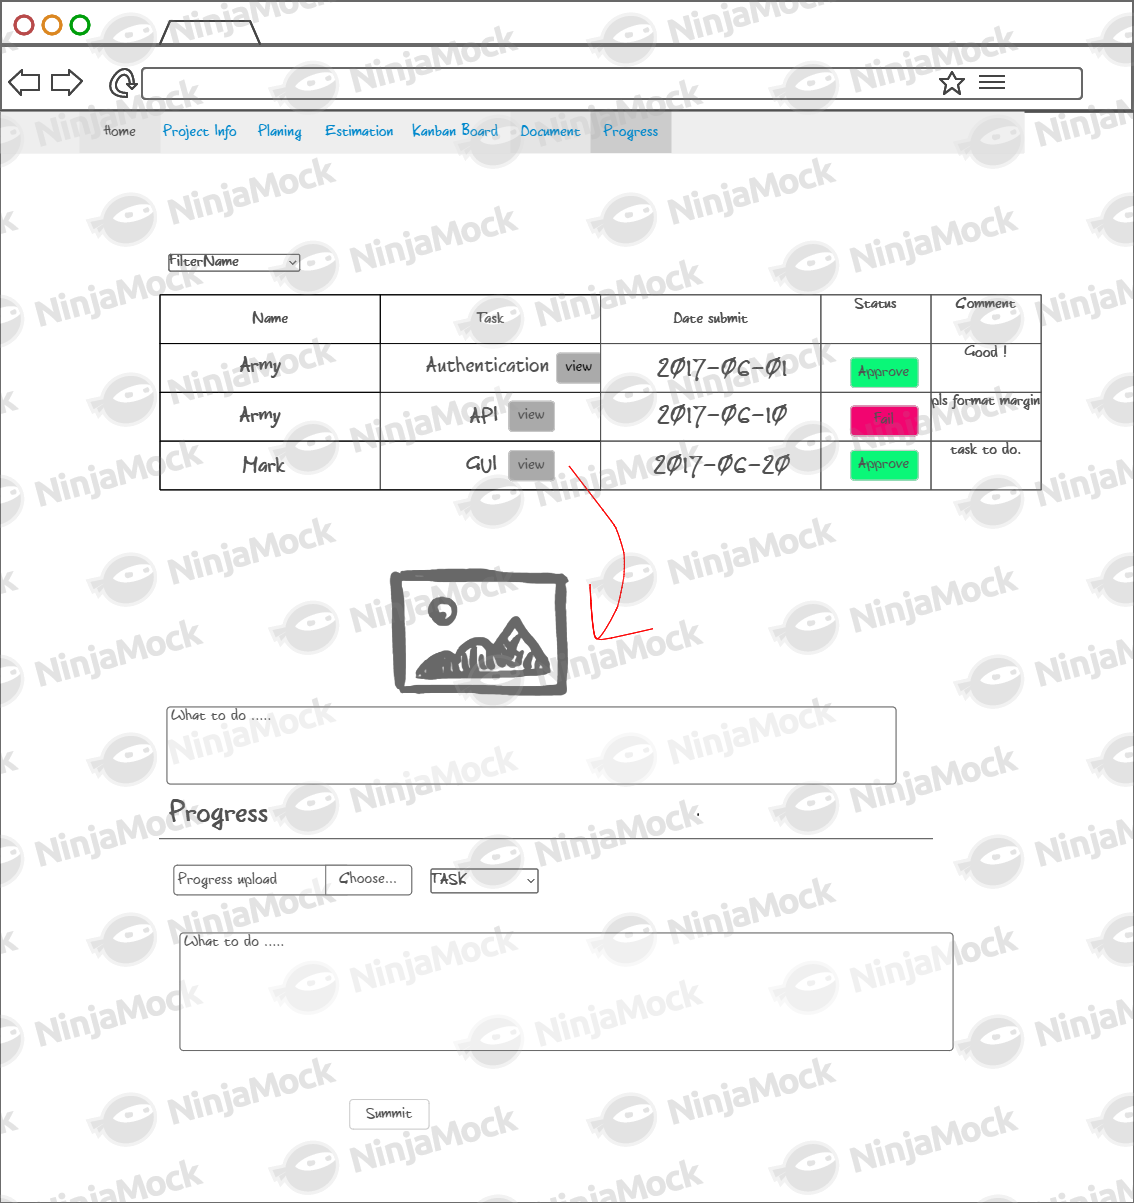 Home Project Info Planing Estimation Kanban Board Document Progress
FilterName
Name Task Date submit Status Comment
Army Authentication view 2017-06-01 Approve Good !
Army API view 2017-06-10 Fail pls format margin
Mark GUI view 2017-06-20 Approve task to do.
What to do .....
Progress
Progress upload Choose... TASK
What to do .....
Summit
NinjaMock